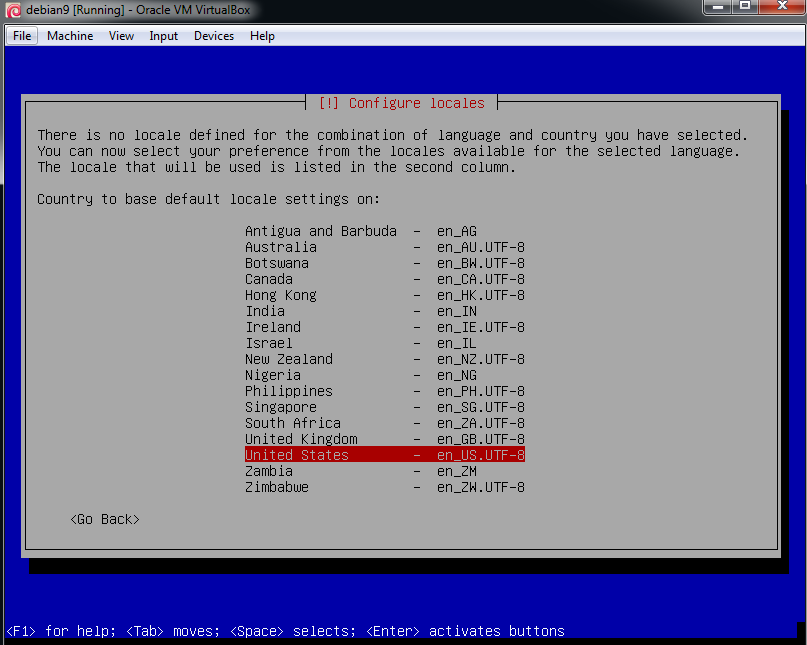 debian9 [Running] - Oracle VM VirtualBox
File Machine View Input Devices Help
[!] Configure locales
There is no locale defined for the combination of language and country you have selected.
You can now select your preference from the locales available for the selected language.
The locale that will be used is listed in the second column.
Country to base default locale settings on:
Antigua and Barbuda - en_AG
Australia - en_AU.UTF-8
Botswana - en_BW.UTF-8
Canada - en_CA.UTF-8
Hong Kong - en_HK.UTF-8
India - en_IN
Ireland - en_IE.UTF-8
Israel - en_IL
New Zealand - en_NZ.UTF-8
Nigeria - en_NG
Philippines - en_PH.UTF-8
Singapore - en_SG.UTF-8
South Africa - en_ZA.UTF-8
United Kingdom - en_GB.UTF-8
United States - en_US.UTF-8
Zambia - en_ZM
Zimbabwe - en_ZW.UTF-8
<Go Back>
<F1> for help; <Tab> moves; <Space> selects; <Enter> activates buttons